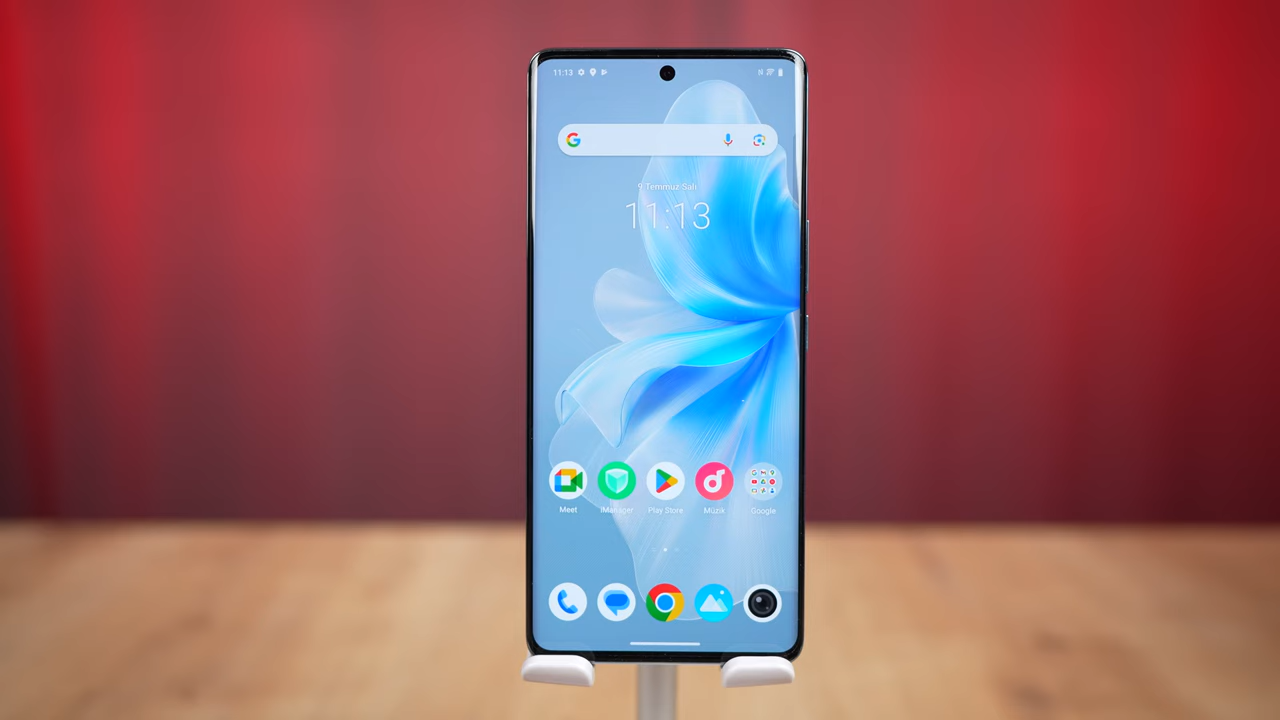 11:13
9 Temmuz Salı
11:13
Meet
iManager
Play Store
Müzik
Google